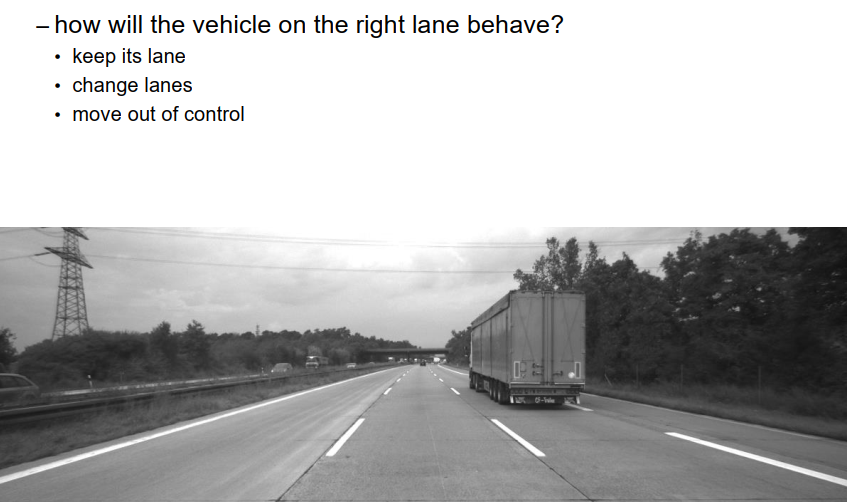 – how will the vehicle on the right lane behave?
• keep its lane
• change lanes
• move out of control